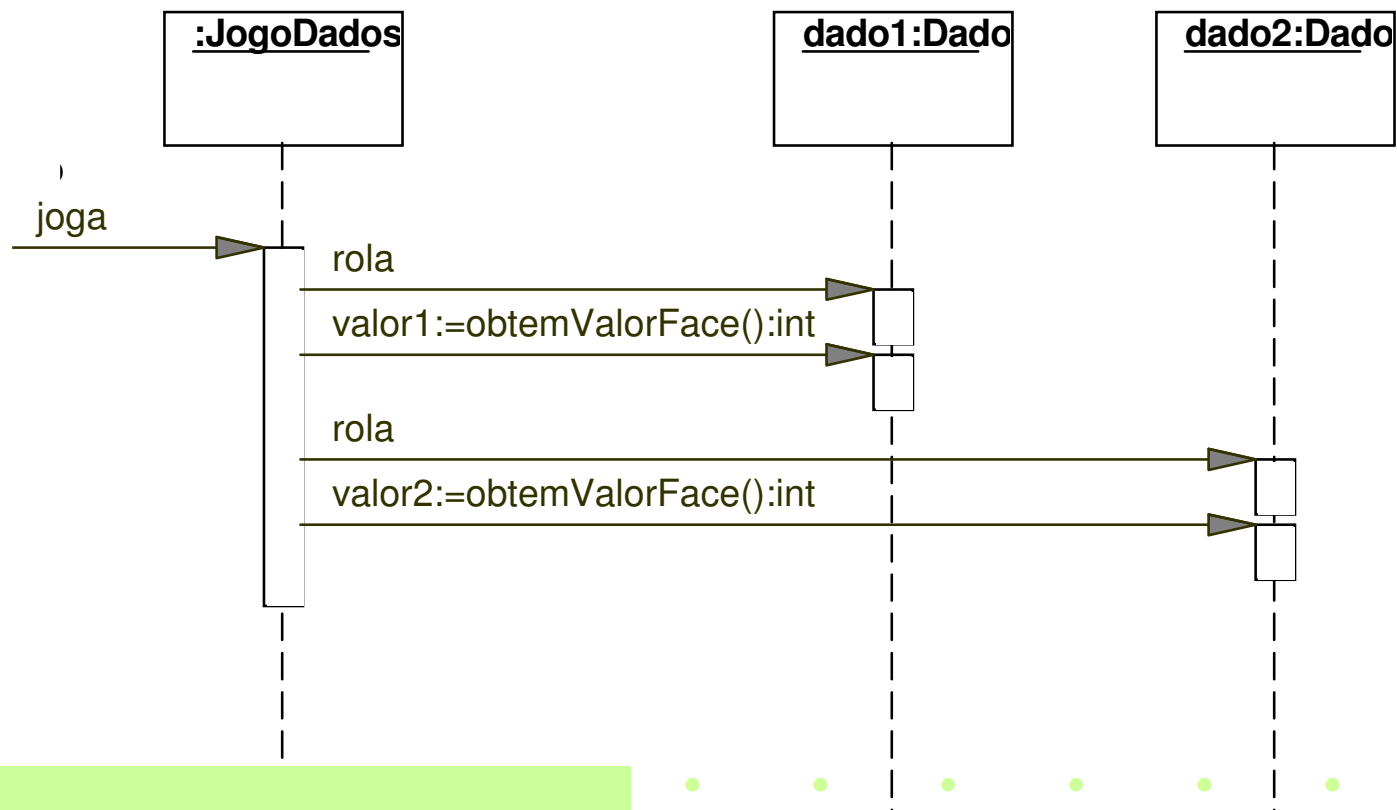 :JogoDados
dado1:Dado
dado2:Dado
joga
rola
valor1:=obtemValorFace():int
rola
valor2:=obtemValorFace():int